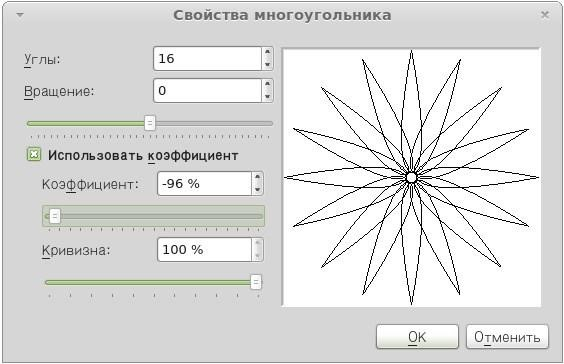 Свойства многоугольника
Углы: 16
Вращение: 0
Использовать коэффициент
Коэффициент: -96 %
Кривизна: 100 %
OK Отменить